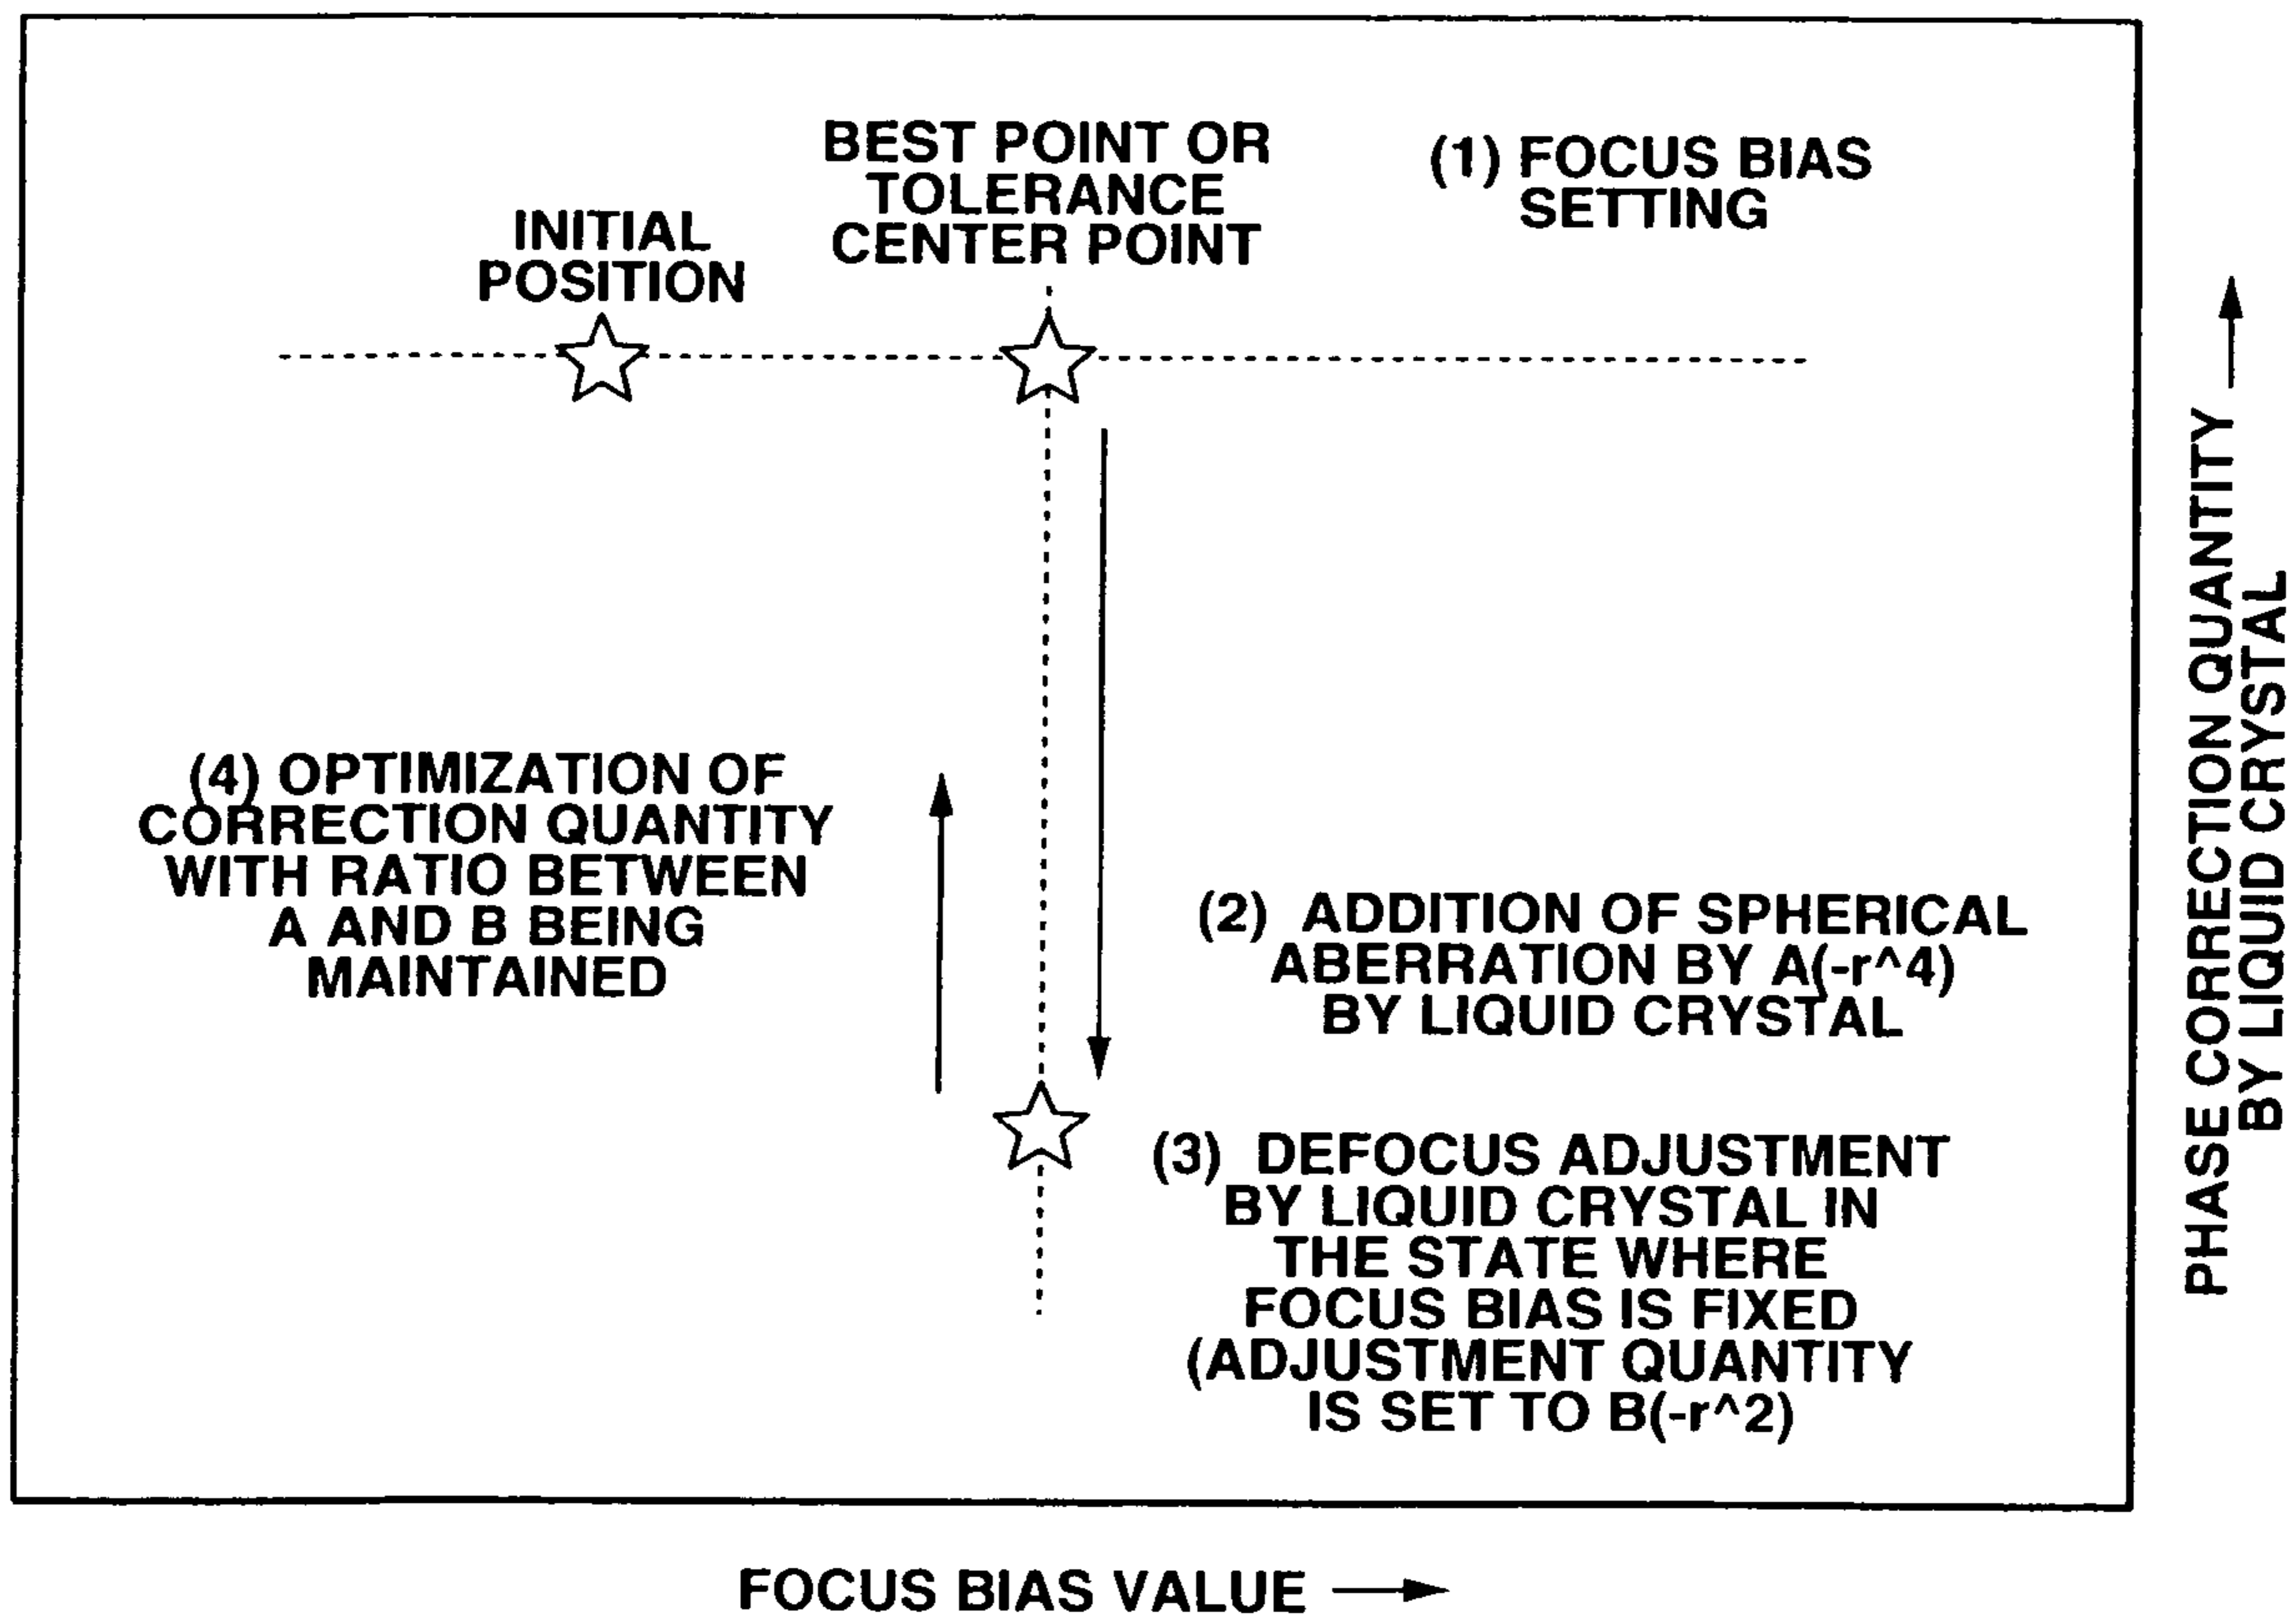 BEST POINT OR
TOLERANCE
CENTER POINT
(1) FOCUS BIAS
SETTING
INITIAL
POSITION
(4) OPTIMIZATION OF
CORRECTION QUANTITY
WITH RATIO BETWEEN
A AND B BEING
MAINTAINED
(2) ADDITION OF SPHERICAL
ABERRATION BY A(-r^4)
BY LIQUID CRYSTAL
(3) DEFOCUS ADJUSTMENT
BY LIQUID CRYSTAL IN
THE STATE WHERE
FOCUS BIAS IS FIXED
(ADJUSTMENT QUANTITY
IS SET TO B(-r^2)
PHASE CORRECTION QUANTITY
BY LIQUID CRYSTAL
FOCUS BIAS VALUE